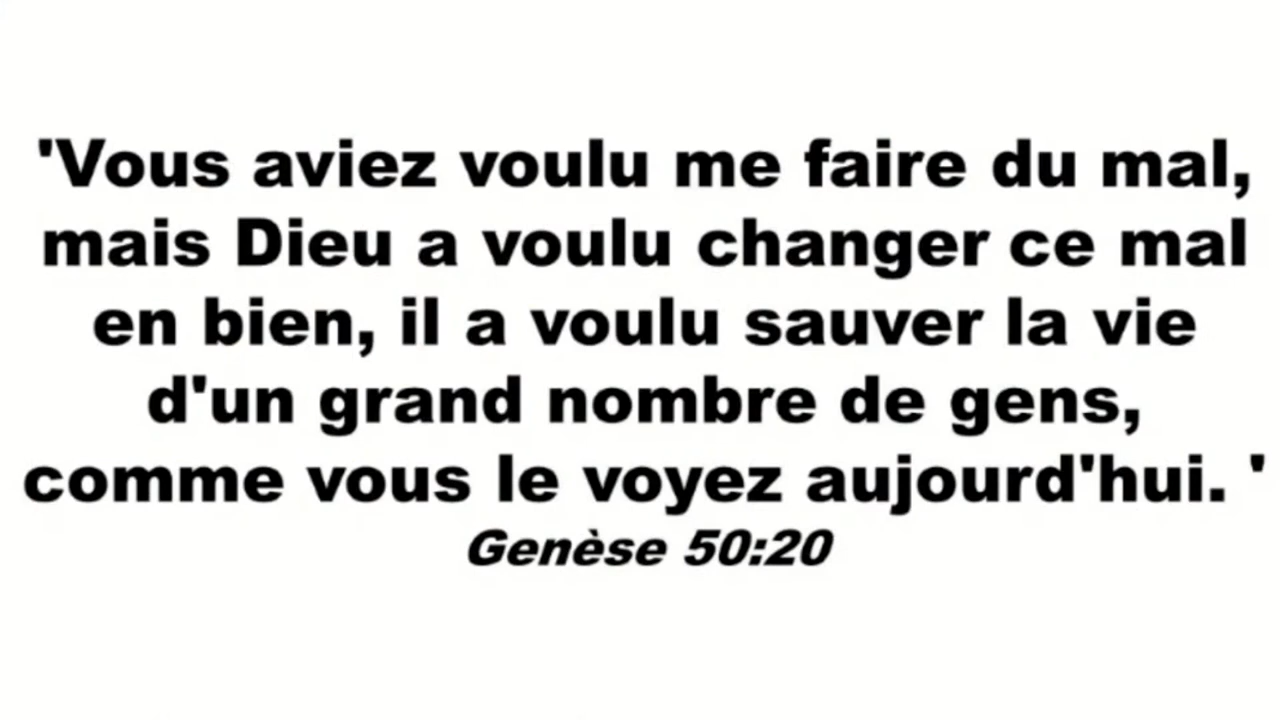 'Vous aviez voulu me faire du mal,
mais Dieu a voulu changer ce mal
en bien, il a voulu sauver la vie
d'un grand nombre de gens,
comme vous le voyez aujourd'hui. '
Genèse 50:20